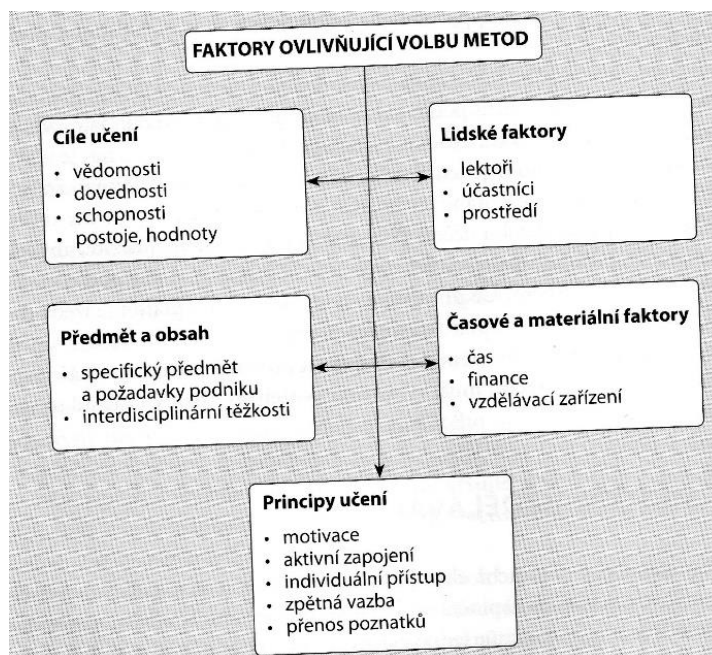 FAKTORY OVLIVŇUJÍCÍ VOLBU METOD
Cíle učení
• vědomosti
• dovednosti
• schopnosti
• postoje, hodnoty
Lidské faktory
• lektoři
• účastníci
• prostředí
Předmět a obsah
• specifický předmět
a požadavky podniku
• interdisciplinární těžkosti
Časové a materiální faktory
• čas
• finance
• vzdělávací zařízení
Principy učení
• motivace
• aktivní zapojení
• individuální přístup
• zpětná vazba
• přenos poznatků